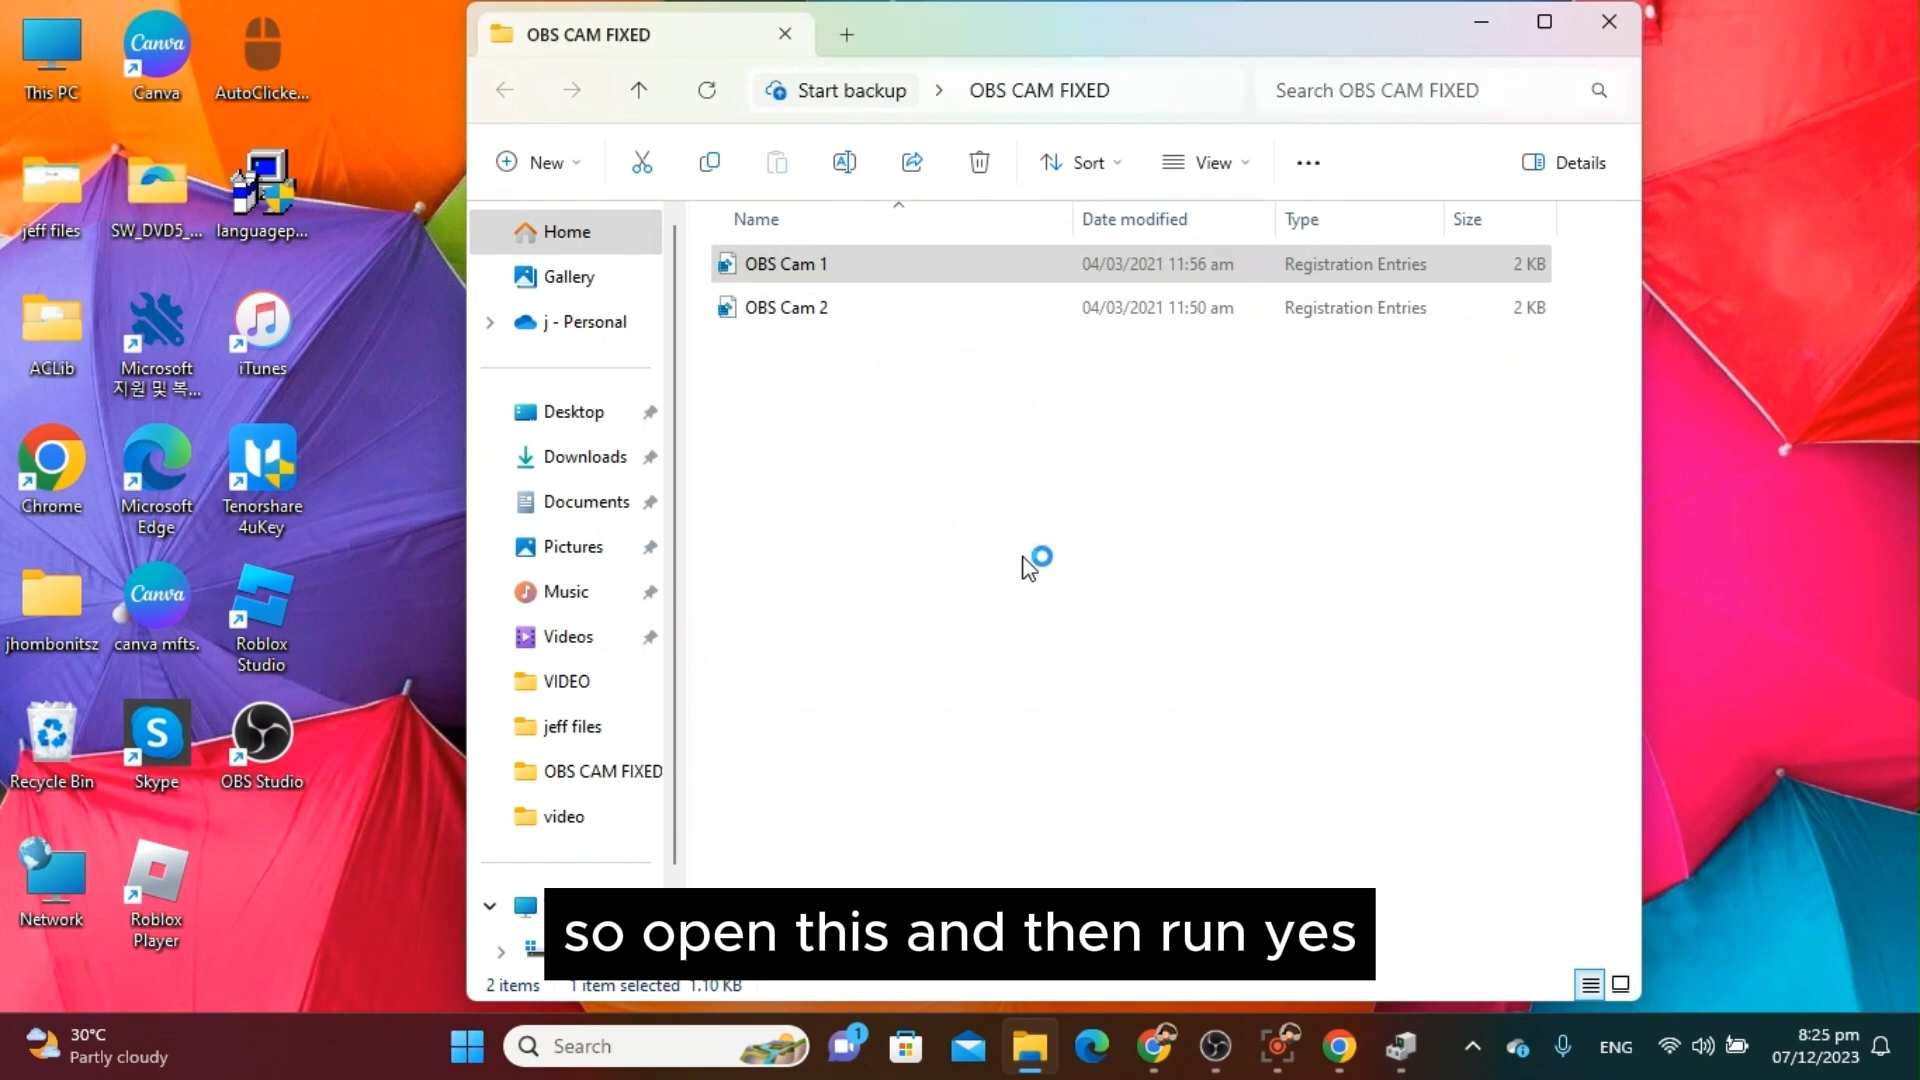 This PC
Canva
AutoClicke...
jeff files
SW_DVD5_...
languagep...
ACLib
Microsoft
지원 및 복...
iTunes
Chrome
Microsoft
Edge
Tenorshare
4uKey
jhombonitsz
Canva
canva mfts.
Roblox
Studio
Recycle Bin
Skype
OBS Studio
Network
Roblox
Player
OBS CAM FIXED
Start backup > OBS CAM FIXED
Search OBS CAM FIXED
New
Sort
View
Details
Home
Gallery
j - Personal
Desktop
Downloads
Documents
Pictures
Music
Videos
VIDEO
jeff files
OBS CAM FIXED
video
Name Date modified Type Size
OBS Cam 1 04/03/2021 11:56 am Registration Entries 2 KB
OBS Cam 2 04/03/2021 11:50 am Registration Entries 2 KB
so open this and then run yes
2 items 1 item selected 1.10 KB
30°C
Partly cloudy
Search
1
ENG
8:25 pm
07/12/2023